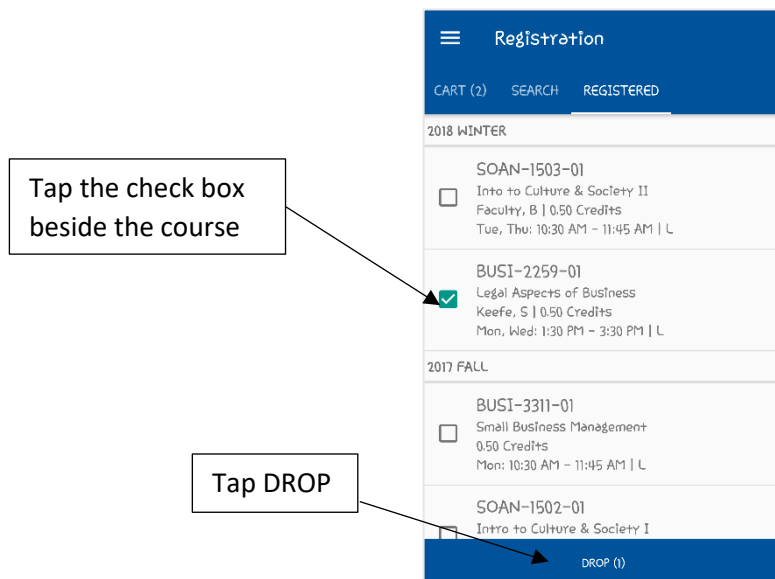 Registration
CART (2) SEARCH REGISTERED
2018 WINTER
SOAN-1503-01
Into to Culture & Society II
Faculty, B | 0.50 Credits
Tue, Thu: 10:30 AM - 11:45 AM | L
Tap the check box
beside the course
BUSI-2259-01
Legal Aspects of Business
Keefe, S | 0.50 Credits
Mon, Wed: 1:30 PM - 3:30 PM | L
2017 FALL
BUSI-3311-01
Small Business Management
0.50 Credits
Mon: 10:30 AM - 11:45 AM | L
Tap DROP
SOAN-1502-01
Intro to Culture & Society I
DROP (1)